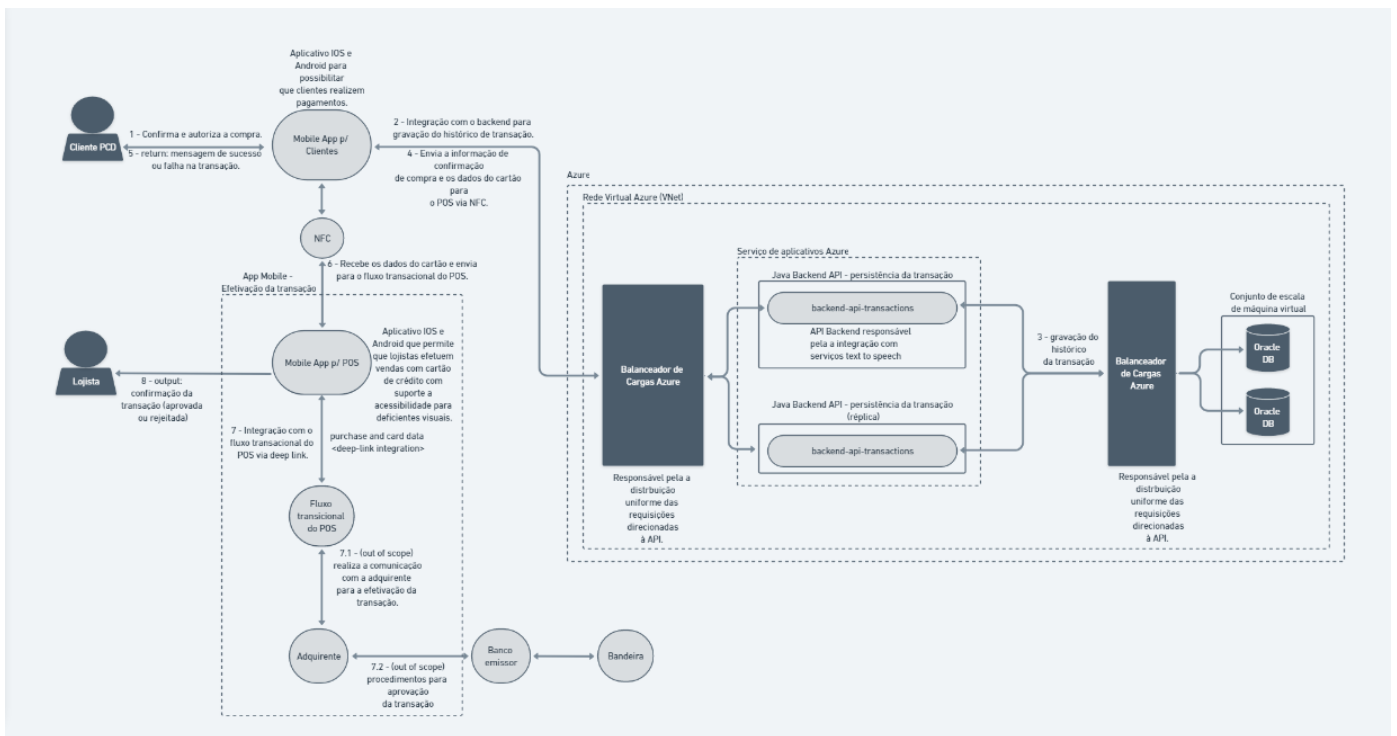 Aplicativo IOS e
Android para
possibilitar
que clientes realizem
pagamentos.
Cliente PCD
1 - Confirma e autoriza a compra.
5 - return: mensagem de sucesso
ou falha na transação.
Mobile App p/
Clientes
2 - Integração com o backend para
gravação do histórico de transação.
4 - Envia a informação de
confirmação
de compra e os dados do cartão
para
o POS via NFC.
NFC
6 - Recebe os dados do cartão e envia
para o fluxo transacional do POS.
App Mobile -
Efetivação da transação
Mobile App p/ POS
Aplicativo IOS e
Android que permite
que lojistas efetuem
vendas com cartão
de crédito com
suporte a
acessibilidade para
deficientes visuais.
Lojista
8 - output:
confirmação da
transação (aprovada
ou rejeitada)
7 - Integração com o
fluxo transacional do
POS via deep link.
purchase and card data
<deep-link integration>
Fluxo
transicional
do POS
7.1 - (out of scope)
realiza a comunicação
com a adquirente
para a efetivação da
transação.
Adquirente
7.2 - (out of scope)
procedimentos para
aprovação
da transação
Banco
emissor
Bandeira
Azure
Rede Virtual Azure (VNet)
Balanceador de
Cargas Azure
Responsável pela a
distrbuição
uniforme das
requisições
direcionadas
à API.
Serviço de aplicativos Azure
Java Backend API - persistência da transação
backend-api-transactions
API Backend responsável
pela a integração com
serviços text to speech
Java Backend API - persistência da transação
(réplica)
backend-api-transactions
3 - gravação do
histórico
da transação
Balanceador
de Cargas
Azure
Responsável pela a
distrbuição
uniforme das
requisições
direcionadas
à API.
Conjunto de escala
de máquina virtual
Oracle
DB
Oracle
DB